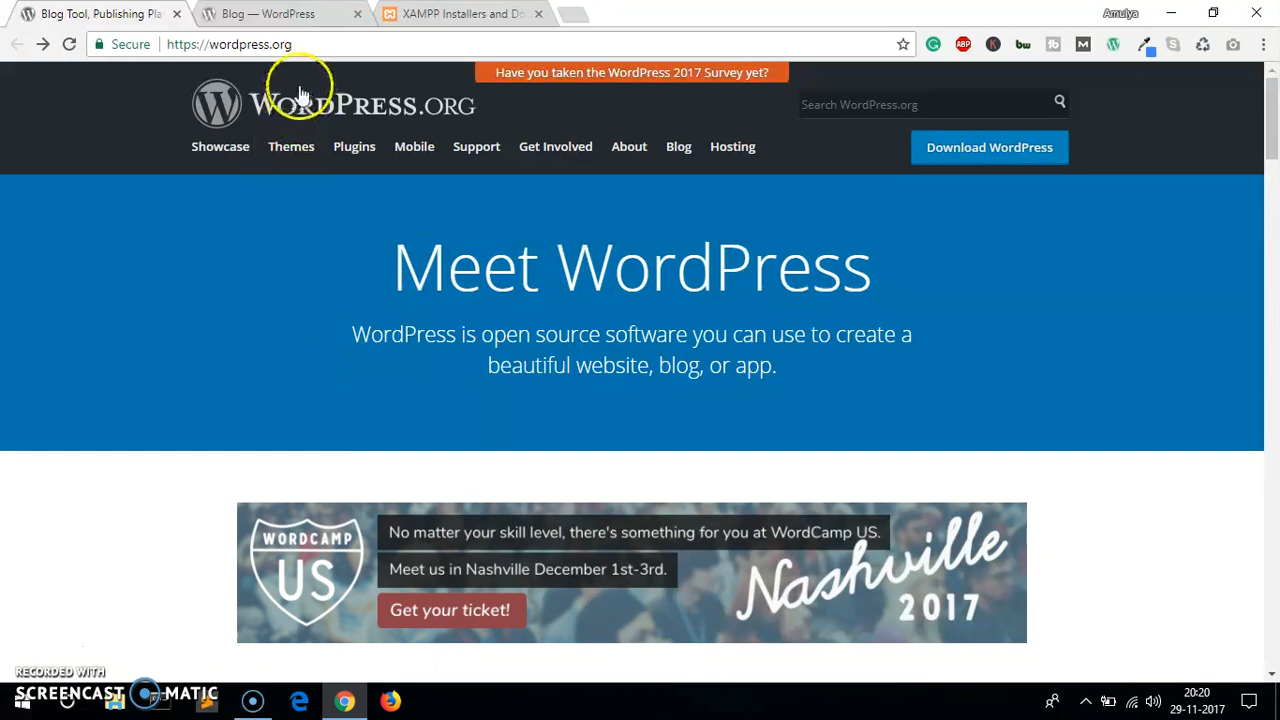 Blog Tool, Publishing Pla
Blog — WordPress
XAMPP Installers and Do
Amulya
Secure
https://wordpress.org
Have you taken the WordPress 2017 Survey yet?
WORDPRESS.ORG
Search WordPress.org
Showcase
Themes
Plugins
Mobile
Support
Get Involved
About
Blog
Hosting
Download WordPress
Meet WordPress
WordPress is open source software you can use to create a
beautiful website, blog, or app.
WORDCAMP
US
No matter your skill level, there's something for you at WordCamp US.
Meet us in Nashville December 1st-3rd.
Get your ticket!
Nashville
2017
RECORDED WITH
SCREENCAST MATIC
20:20
29-11-2017